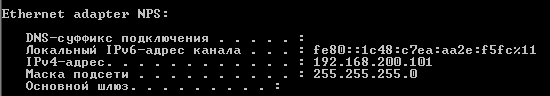 Ethernet adapter NPS:
DNS-суффикс подключения . . . . . :
Локальный IPv6-адрес канала . . . : fe80::1c48:c7ea:aa2e:f5fc%11
IPv4-адрес. . . . . . . . . . . . : 192.168.200.101
Маска подсети . . . . . . . . . . : 255.255.255.0
Основной шлюз. . . . . . . . . :